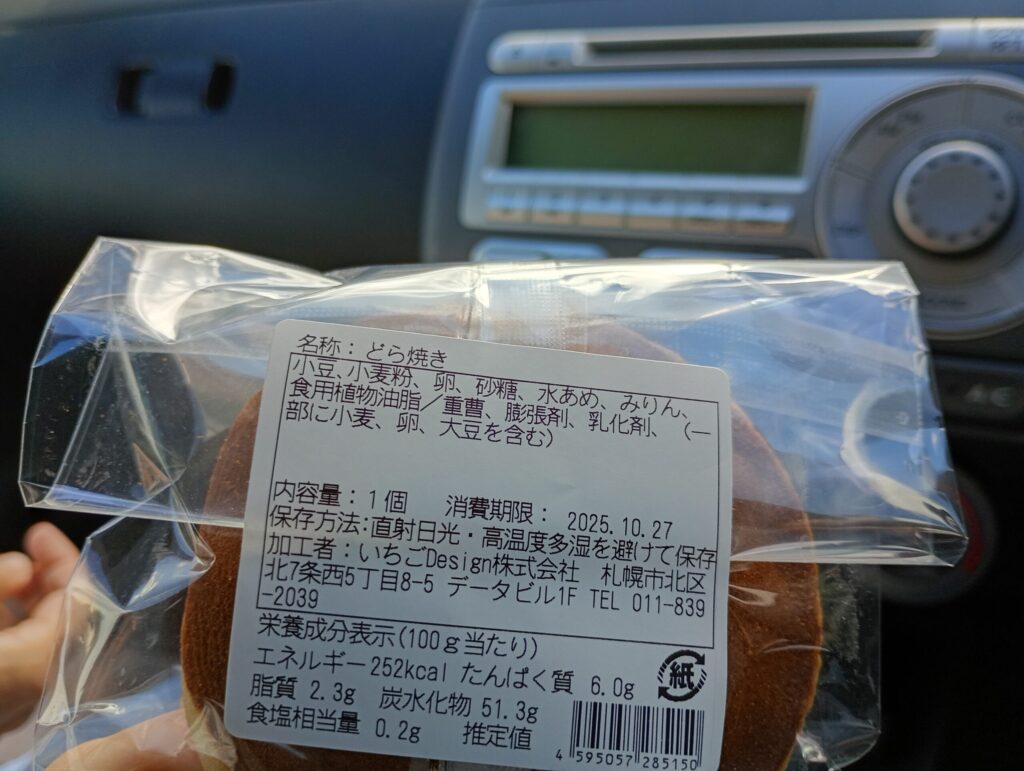 名称：どら焼き
小豆、小麦粉、卵、砂糖、水あめ、みりん、
食用植物油脂／重曹、膨張剤、乳化剤、（一
部に小麦、卵、大豆を含む）
内容量：1個　消費期限： 2025.10.27
保存方法:直射日光・高温度多湿を避けて保存
加工者：いちごDesign株式会社　札幌市北区
北7条西5丁目8-5 データビル1F TEL 011-839
-2039
栄養成分表示(100ｇ当たり)
エネルギー252kcal たんぱく質 6.0g
脂質 2.3g 炭水化物 51.3g
食塩相当量 0.2g 推定値
紙
4 595057 285150